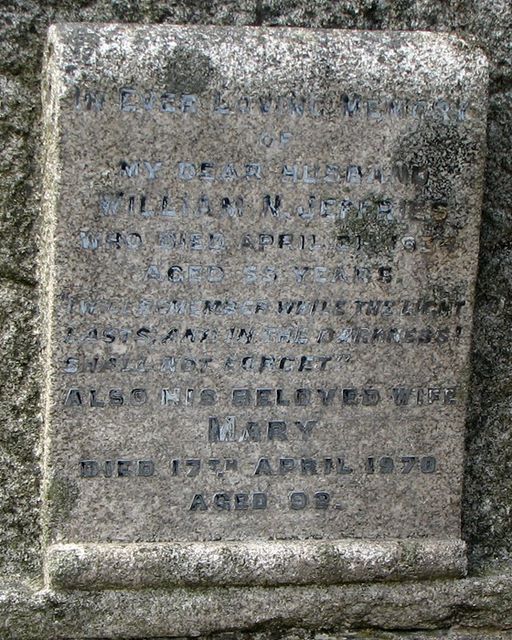 IN EVER LOVING MEMORY
OF
MY DEAR HUSBAND
WILLIAM N. JEFFRIES
WHO DIED APRIL
AGED YEARS.
"I WILL REMEMBER WHILE THE LIGHT
LASTS, AND IN THE DARKNESS I
SHALL NOT FORGET"
ALSO HIS BELOVED WIFE
MARY
DIED 17TH APRIL 1970
AGED 92.